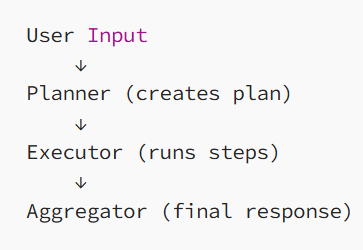 User Input
↓
Planner (creates plan)
↓
Executor (runs steps)
↓
Aggregator (final response)